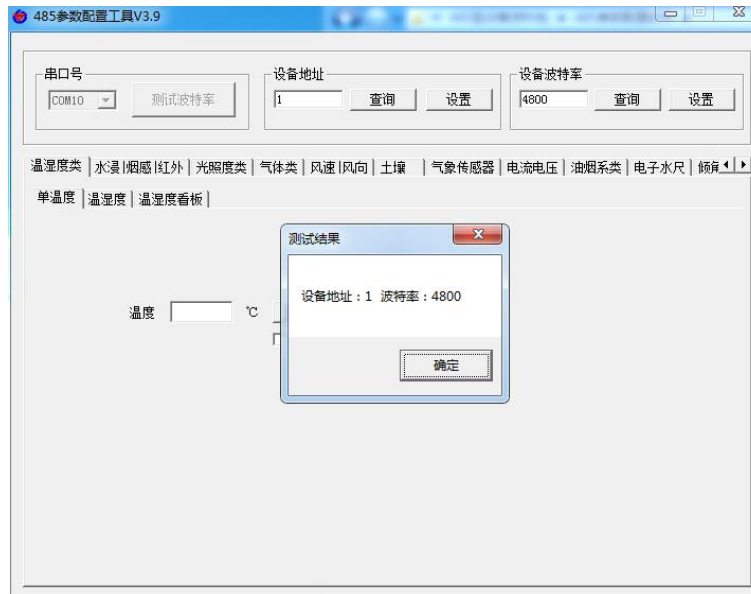 485参数配置工具V3.9
串口号
COM10
测试波特率
设备地址
1
查询
设置
设备波特率
4800
查询
设置
温湿度类 水浸|烟感|红外 光照度类 气体类 风速|风向 土壤 气象传感器 电流电压 油烟系类 电子水尺
单温度 温湿度 温湿度看板
测试结果
设备地址:1 波特率:4800
确定
温度
℃